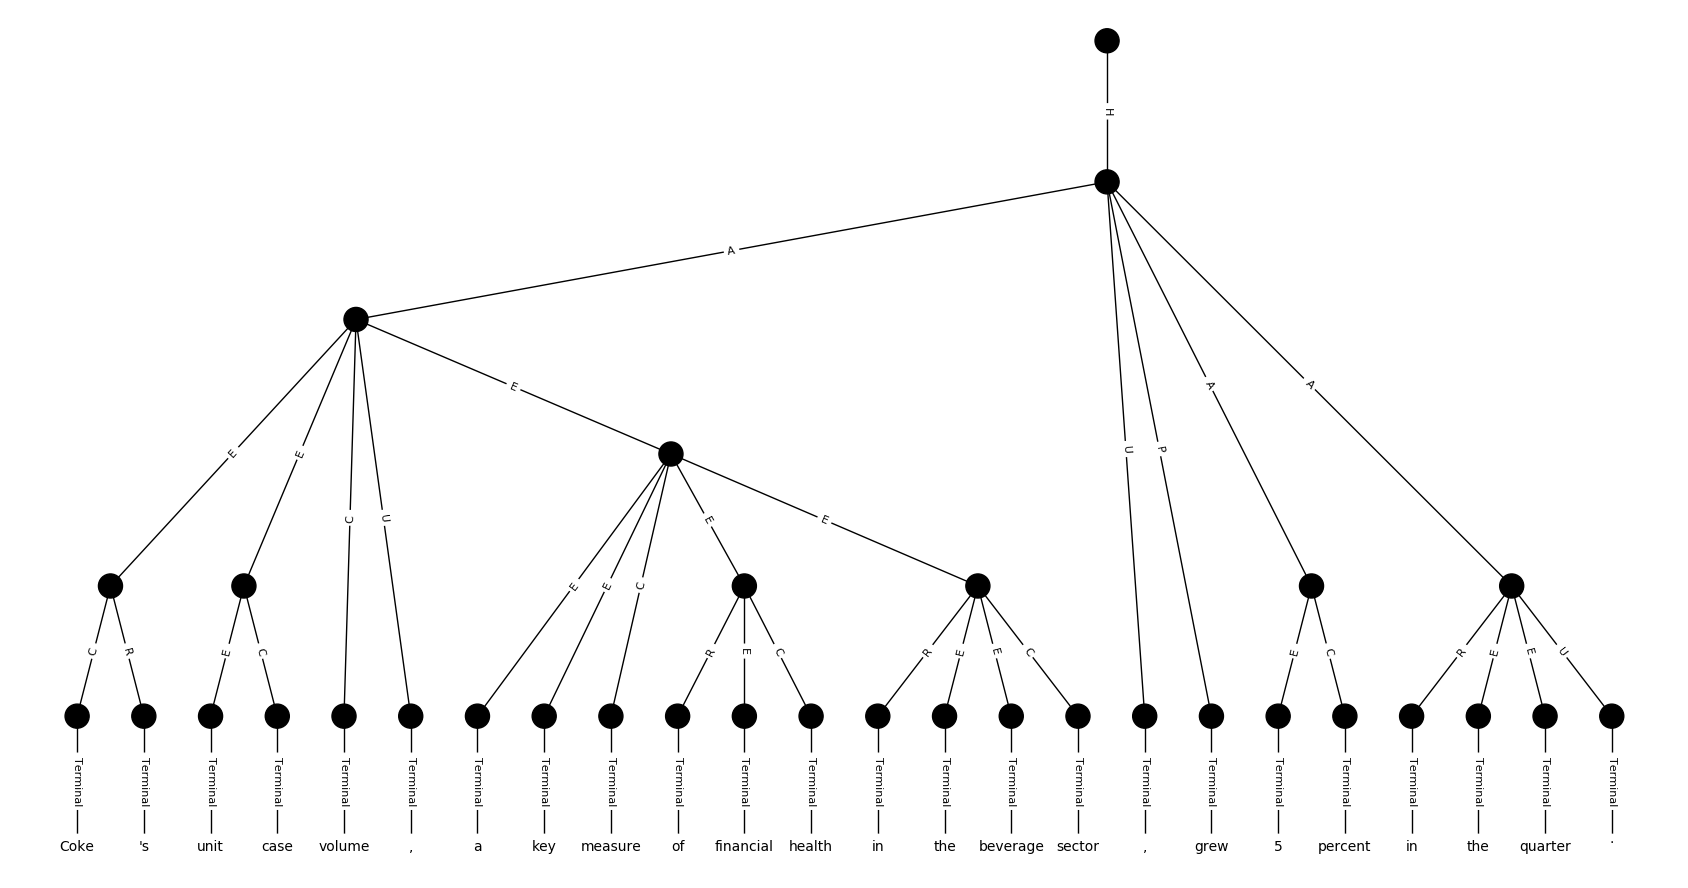 H
A
A
A
E
E
E
C
U
E
U
P
E
E
E
C
E
C
R
E
C
R
E
C
R
E
E
C
E
C
R
E
E
U
Terminal Terminal Terminal Terminal Terminal Terminal Terminal Terminal Terminal Terminal Terminal Terminal Terminal Terminal Terminal Terminal Terminal Terminal Terminal Terminal Terminal Terminal Terminal Terminal
Coke 's unit case volume , a key measure of financial health in the beverage sector , grew 5 percent in the quarter .